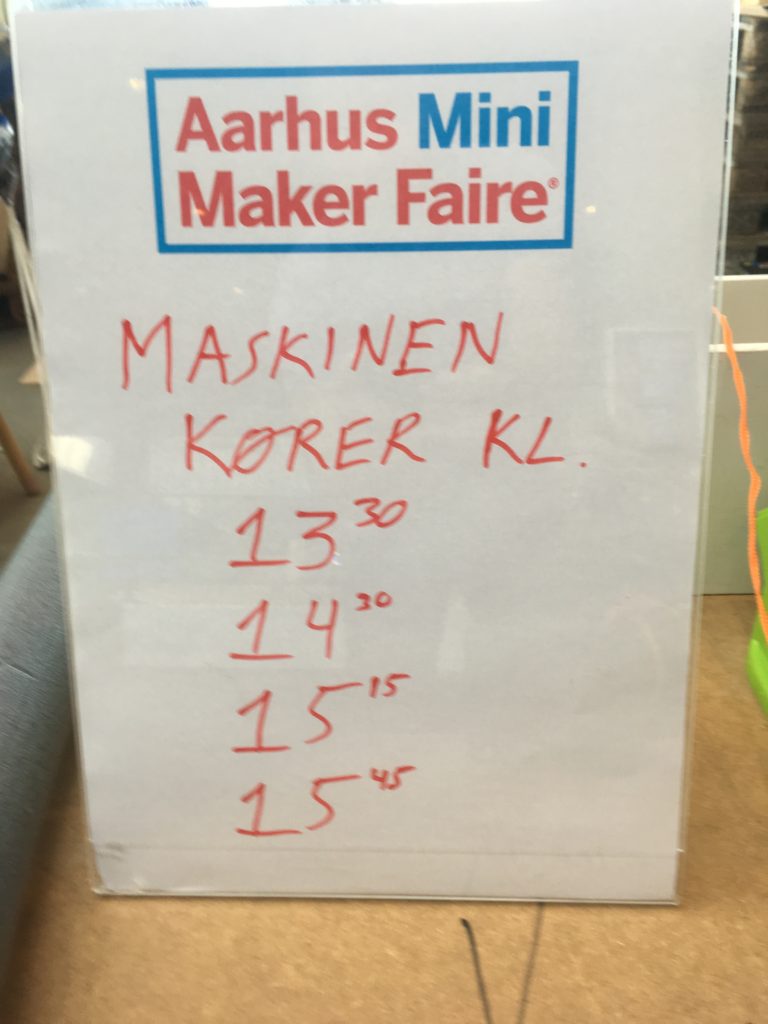 Aarhus Mini
Maker Faire®
MASKINEN
KØRER KL.
13³⁰
14³⁰
15¹⁵
15⁴⁵